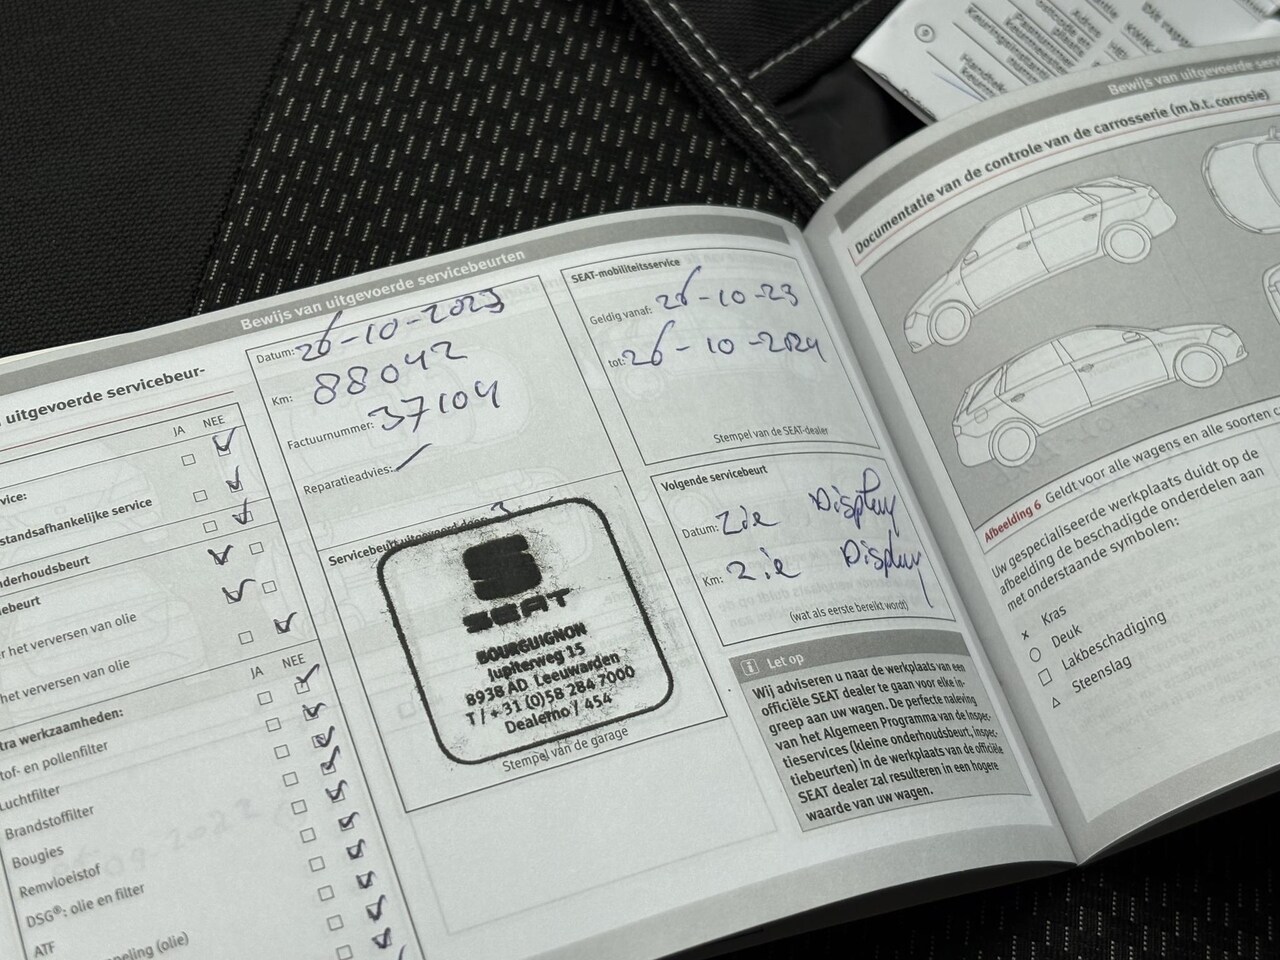 Bewijs van uitgevoerde servicebeurten
uitgevoerde servicebeur-
JA NEE
vice:
standsafhankelijke service
nderhoudsbeurt
iebeurt
r het verversen van olie
het verversen van olie
JA NEE
tra werkzaamheden:
tof- en pollenfilter
Luchtfilter
Brandstoffilter
Bougies
Remvloeistof
DSG®: olie en filter
ATF
peling (olie)
Datum: 26-10-2023
Km: 88042
Factuurnummer: 37104
Reparatieadvies:
Servicebeurt uitgevoerd door:
SEAT
BOURGUIGNON
Jupiterweg 15
8938 AD Leeuwarden
T / + 31 (0)58 284 7000
Dealerno / 454
Stempel van de garage
SEAT-mobiliteitsservice
Geldig vanaf: 26-10-23
tot: 26-10-2024
Stempel van de SEAT-dealer
Volgende servicebeurt
Datum: Zie Display
Km: Zie Display
(wat als eerste bereikt wordt)
i Let op
Wij adviseren u naar de werkplaats van een
officiële SEAT dealer te gaan voor elke in-
greep aan uw wagen. De perfecte naleving
van het Algemeen Programma van de Inspec-
tieservices (kleine onderhoudsbeurt, inspec-
tiebeurten) in de werkplaats van de officiële
SEAT dealer zal resulteren in een hogere
waarde van uw wagen.
Bewijs van uitgevoerde serv
Documentatie van de controle van de carrosserie (m.b.t. corrosie)
Afbeelding 6 Geldt voor alle wagens en alle soorten c
Uw gespecialiseerde werkplaats duidt op de
afbeelding de beschadigde onderdelen aan
met onderstaande symbolen:
× Kras
○ Deuk
□ Lakbeschadiging
△ Steenslag